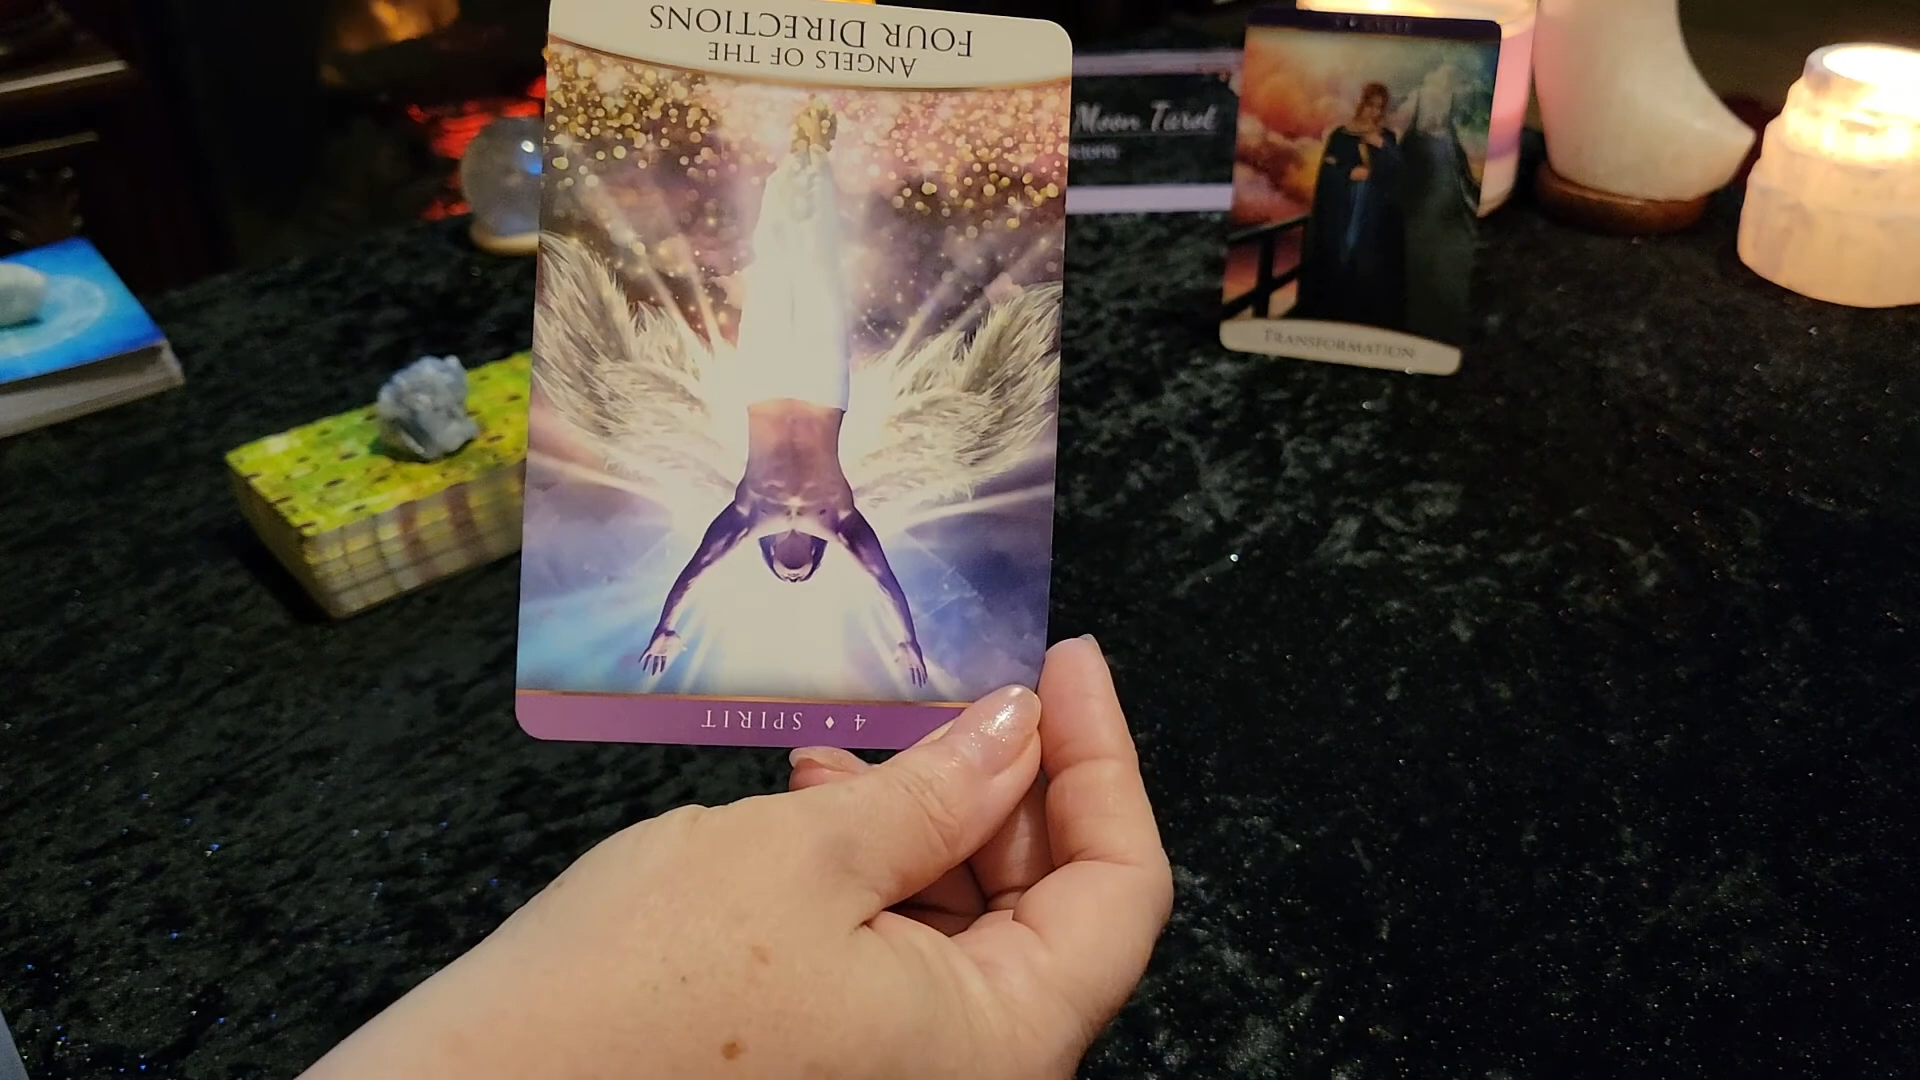 4 ♦ SPIRIT
ANGELS OF THE
FOUR DIRECTIONS
Moon Tarot
TRANSFORMATION